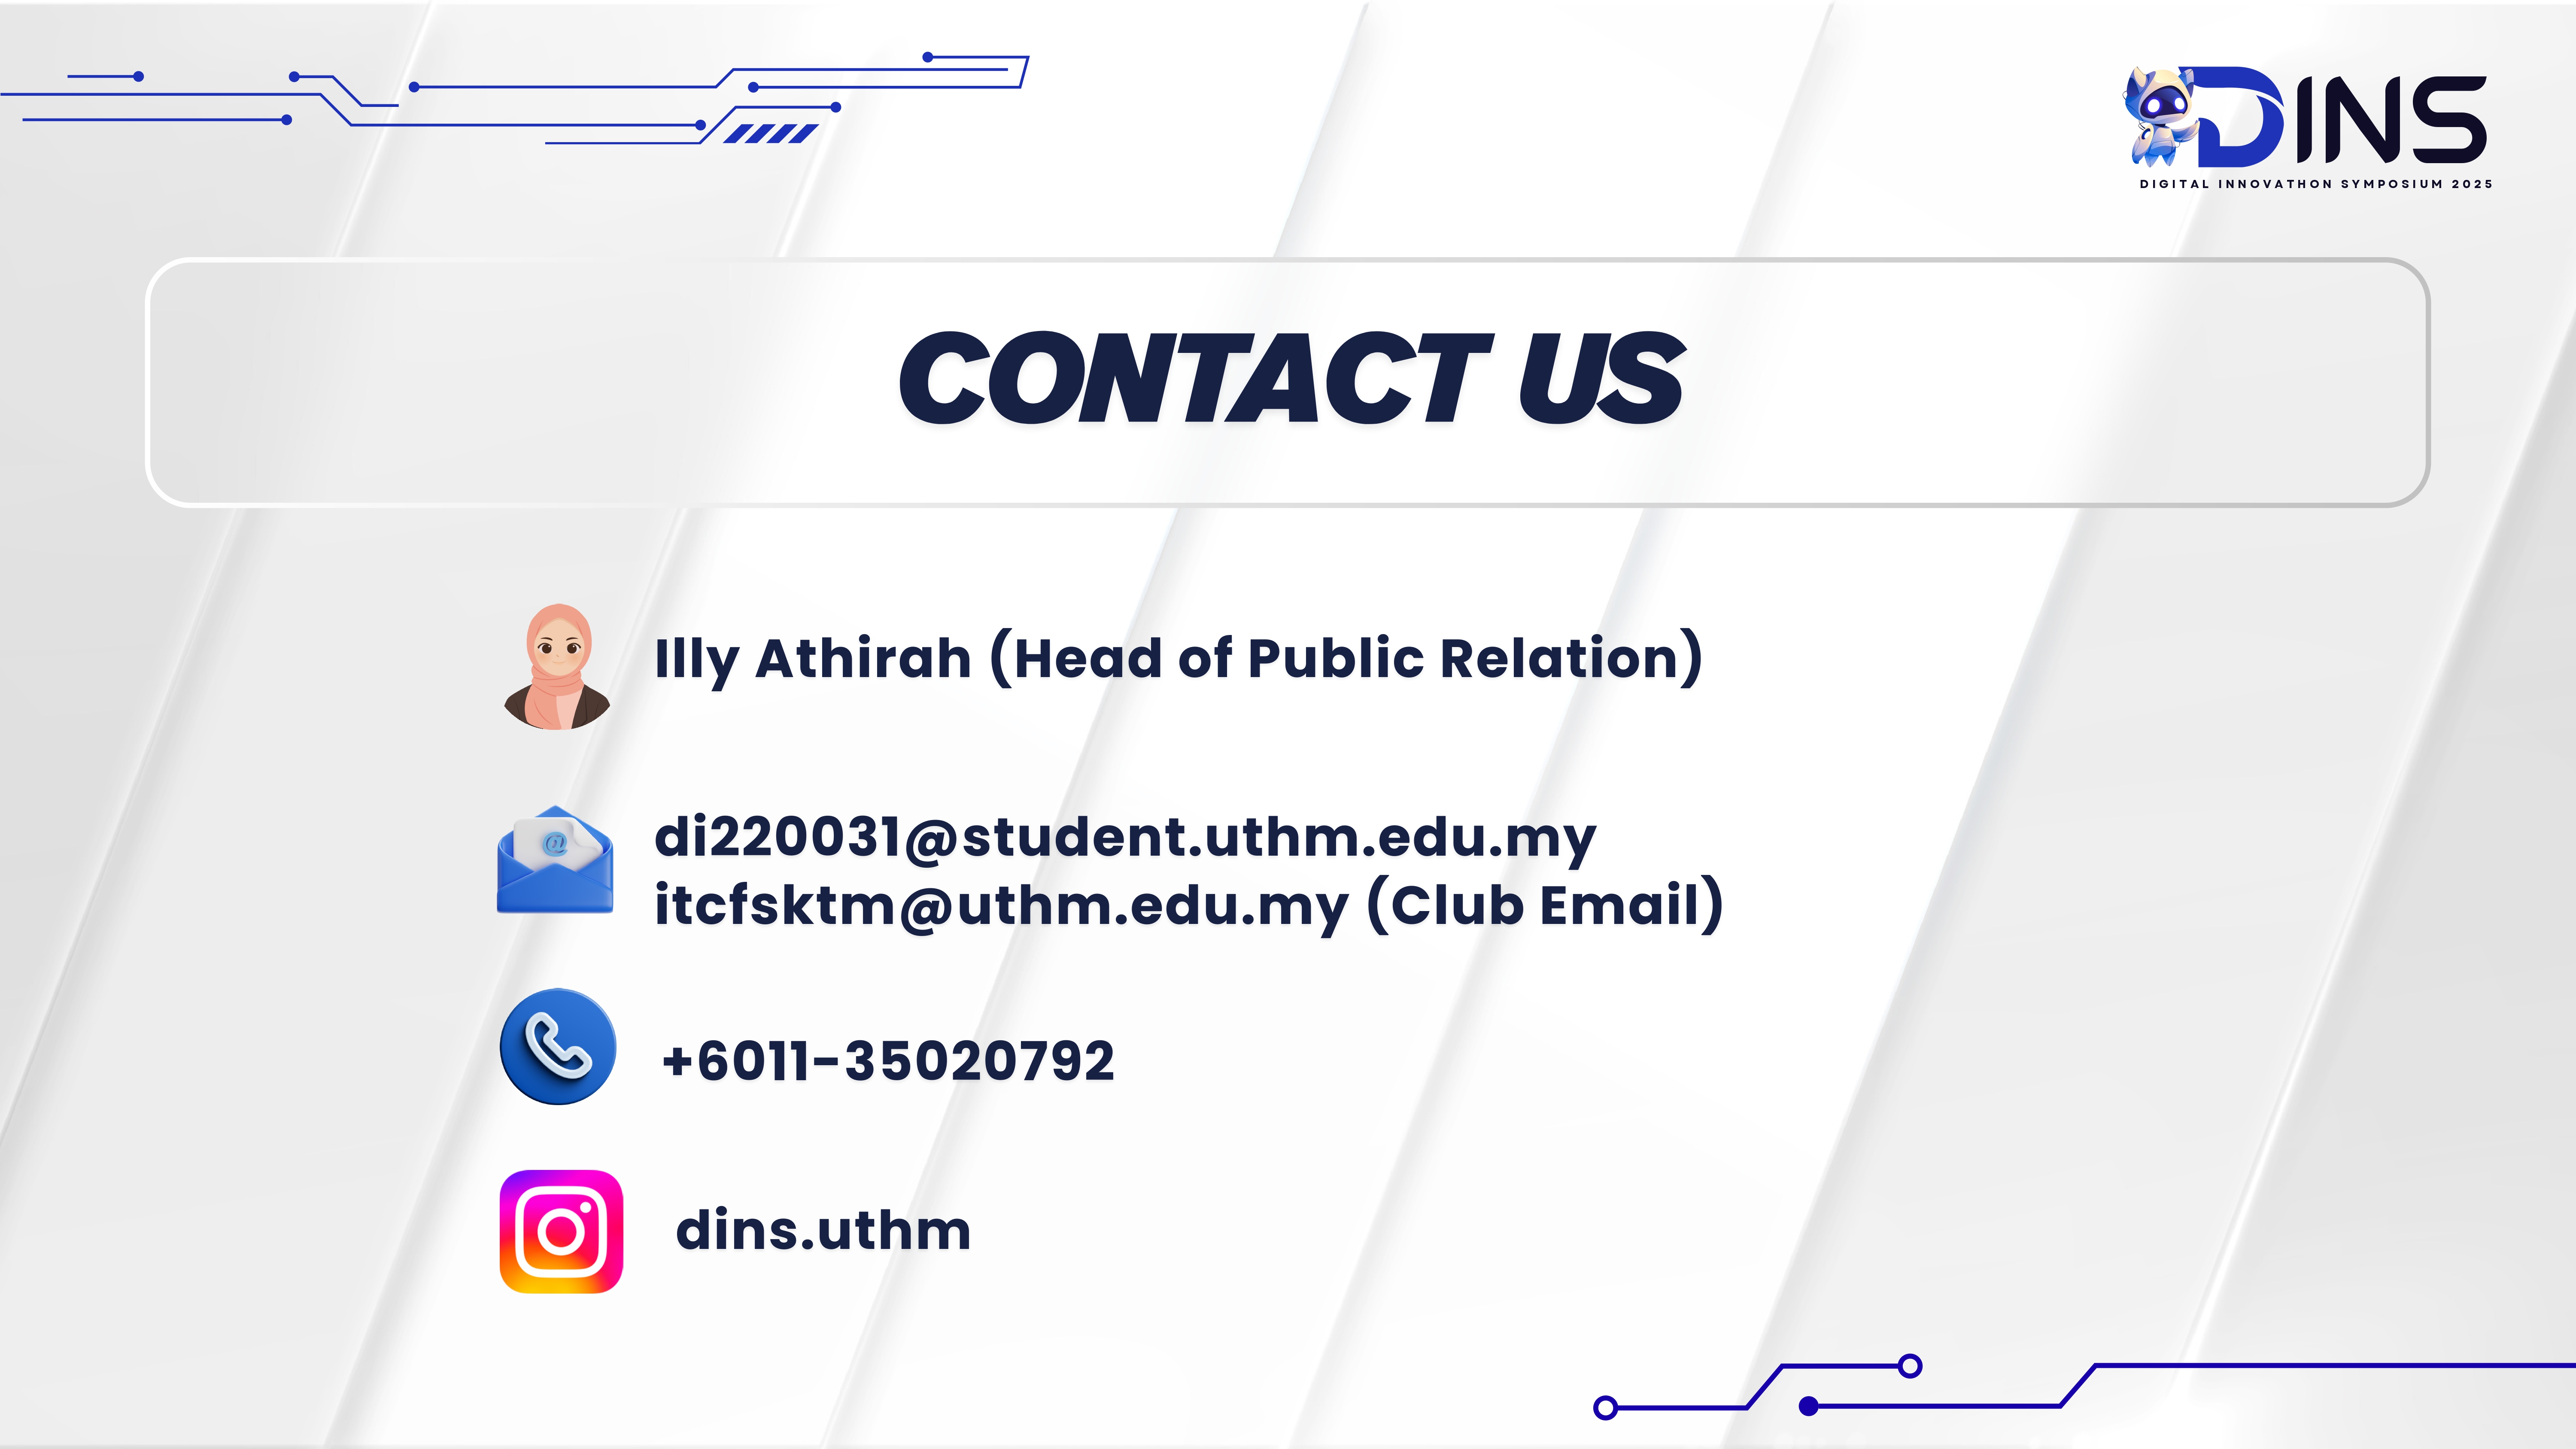 DINS
DIGITAL INNOVATHON SYMPOSIUM 2025
CONTACT US
Illy Athirah (Head of Public Relation)
@
di220031@student.uthm.edu.my
itcfsktm@uthm.edu.my (Club Email)
+6011-35020792
dins.uthm